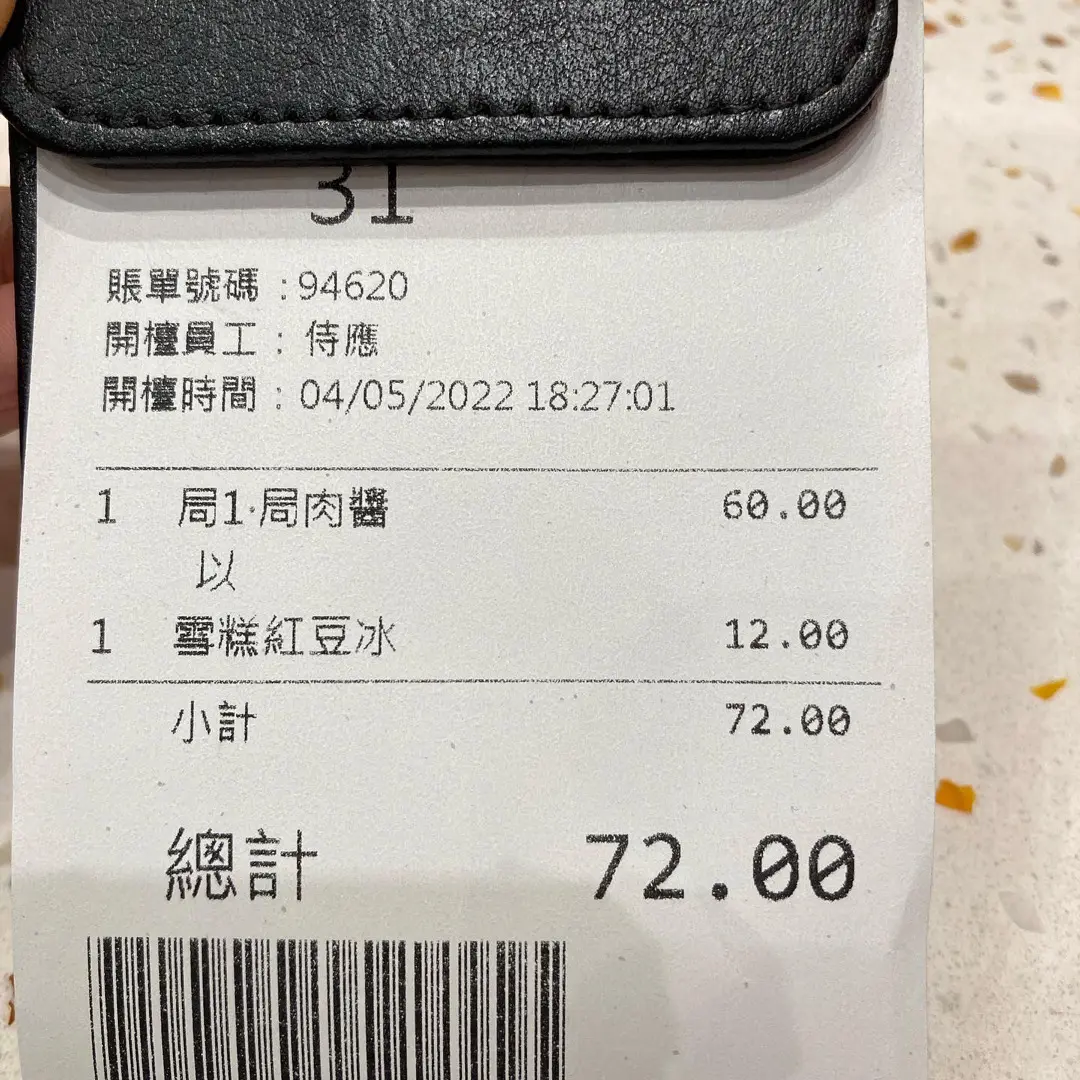 31
賬單號碼 :94620
開檯員工 : 侍應
開檯時間 : 04/05/2022 18:27:01
1 局1·局肉醬 60.00
以
1 雪糕紅豆冰 12.00
小計 72.00
總計 72.00